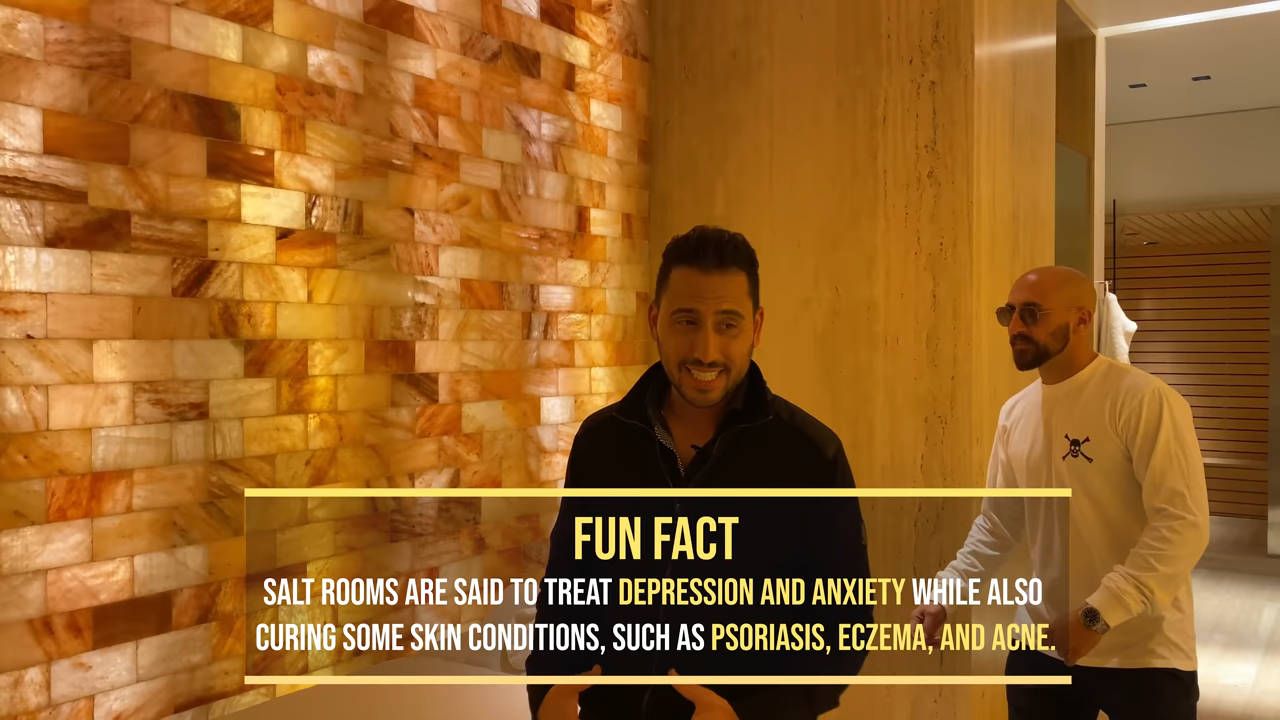 FUN FACT
SALT ROOMS ARE SAID TO TREAT DEPRESSION AND ANXIETY WHILE ALSO
CURING SOME SKIN CONDITIONS, SUCH AS PSORIASIS, ECZEMA, AND ACNE.